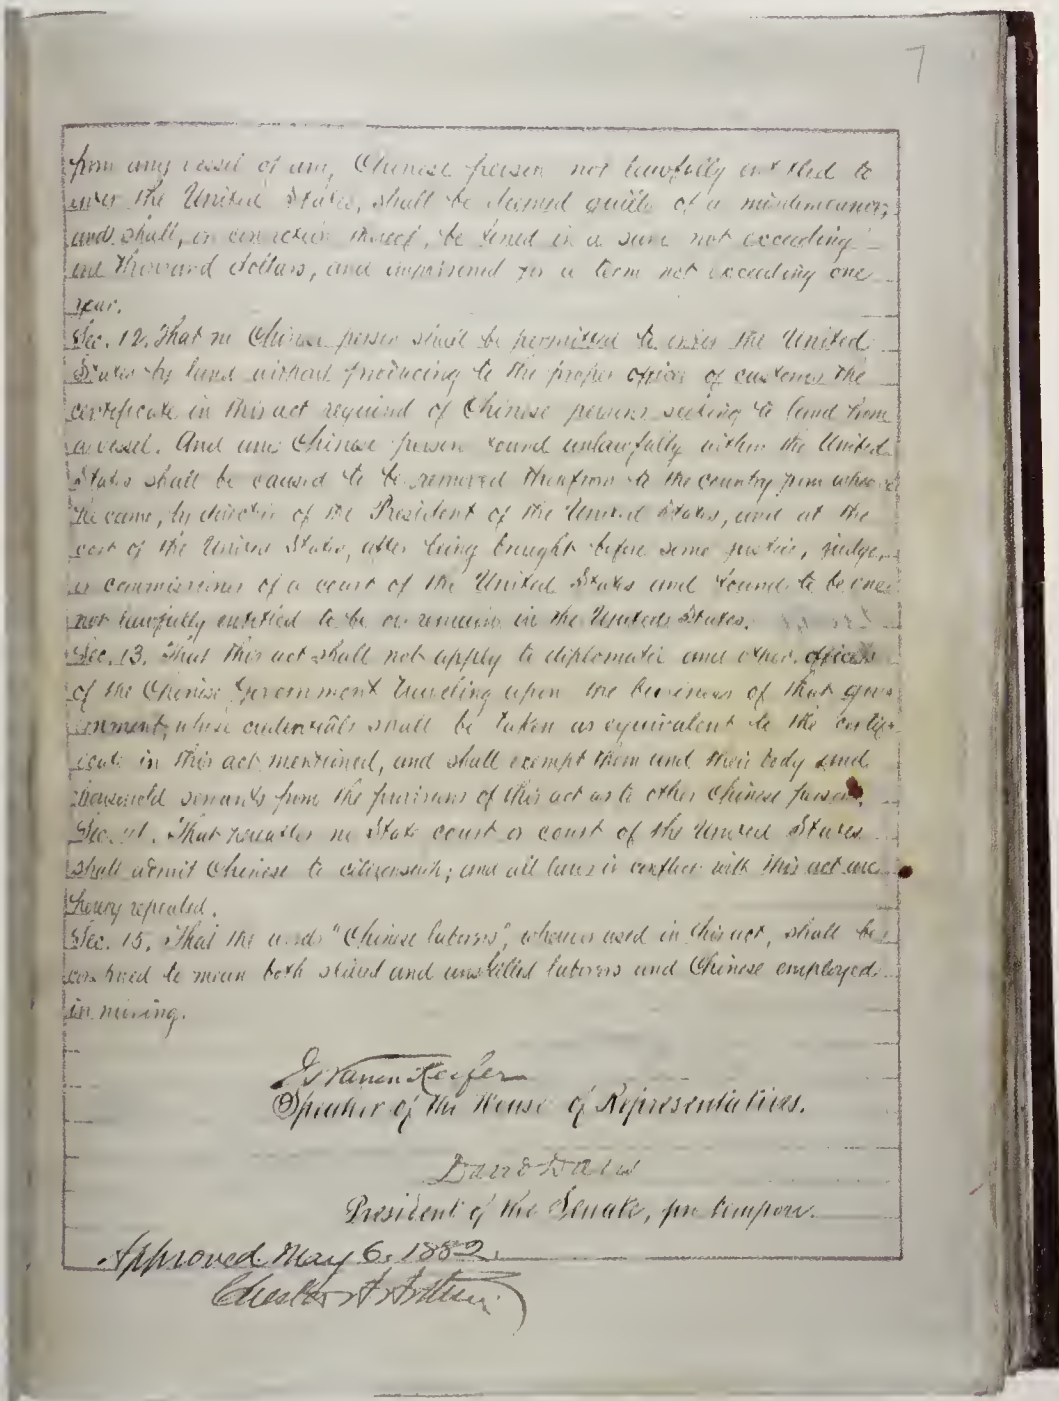 7
from any vessel of any Chinese person not lawfully entitled to
enter the United States, shall be deemed guilty of a misdemeanor,
and shall, on conviction thereof, be fined in a sum not exceeding
one thousand dollars, and imprisoned for a term not exceeding one
year.
Sec. 12. That no Chinese person shall be permitted to enter the United
States by land without producing to the proper officer of customs the
certificate in this act required of Chinese persons seeking to land from
a vessel. And any Chinese person found unlawfully within the United
States shall be caused to be removed therefrom to the country from whence
he came, by direction of the President of the United States, and at the
cost of the United States, after being brought before some justice, judge,
or commissioner of a court of the United States and found to be one
not lawfully entitled to be or remain in the United States.
Sec. 13. That this act shall not apply to diplomatic and other officers
of the Chinese Government traveling upon the business of that gov-
ernment, whose credentials shall be taken as equivalent to the certifi-
cate in this act mentioned, and shall exempt them and their body and
household servants from the provisions of this act as to other Chinese persons.
Sec. 14. That hereafter no State court or court of the United States
shall admit Chinese to citizenship; and all laws in conflict with this act are
hereby repealed.
Sec. 15. That the words "Chinese laborers", wherever used in this act, shall be
construed to mean both skilled and unskilled laborers and Chinese employed
in mining.
J Warren Keifer
Speaker of the House of Representatives.
David Davis
President of the Senate, pro tempore.
Approved May 6. 1882.
Chester A Arthur